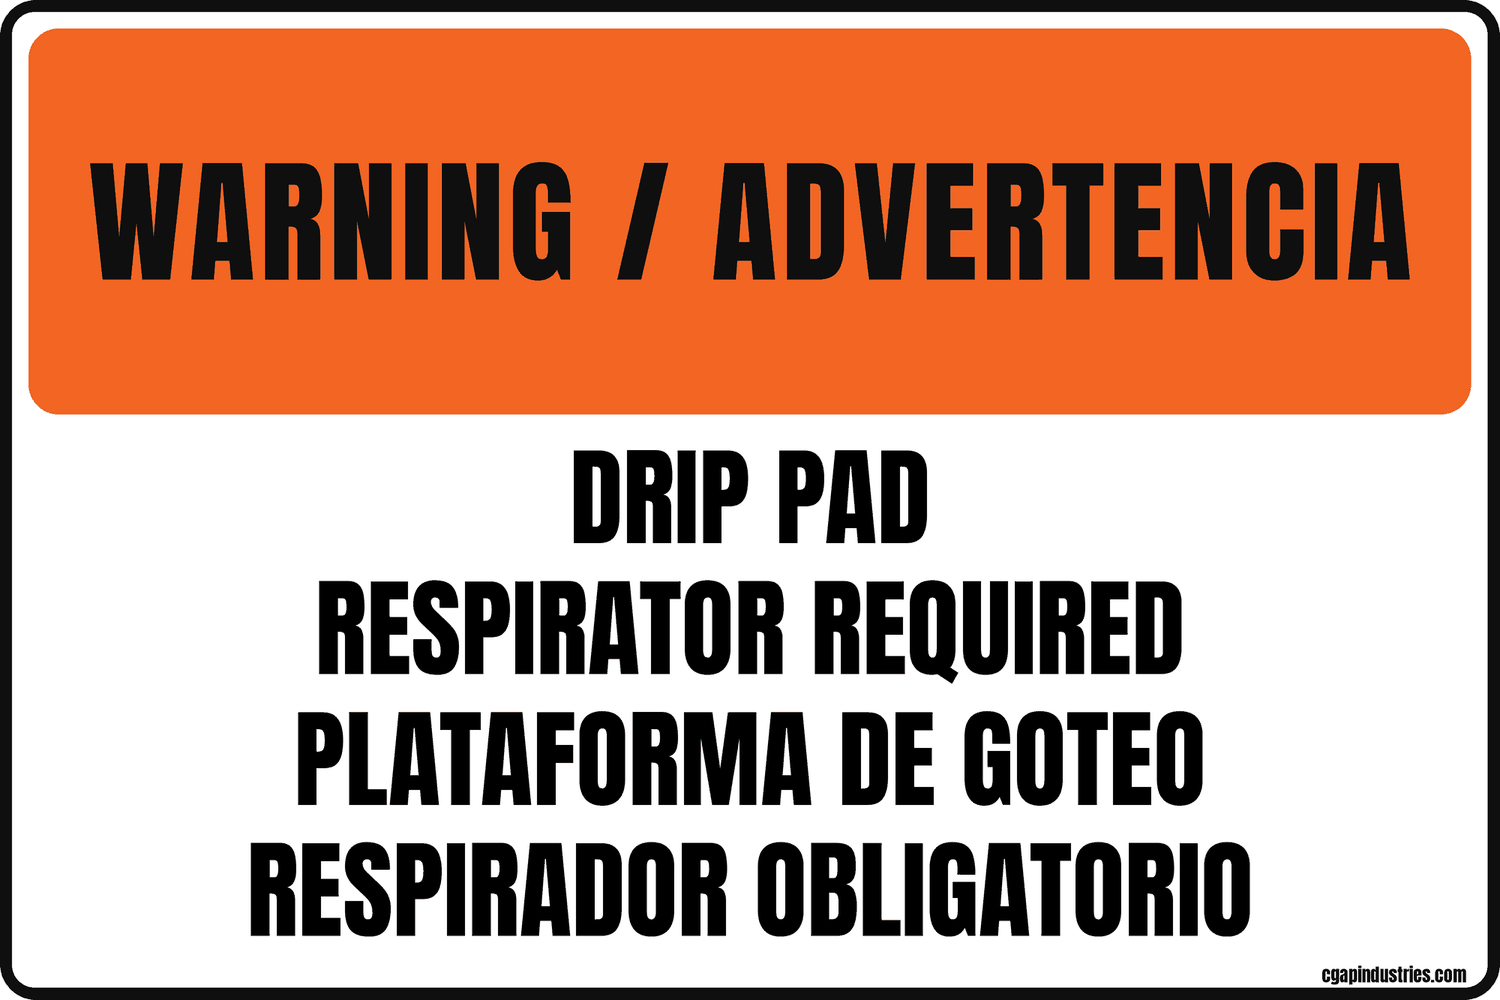 WARNING / ADVERTENCIA
DRIP PAD
RESPIRATOR REQUIRED
PLATAFORMA DE GOTEO
RESPIRADOR OBLIGATORIO
cgapindustries.com